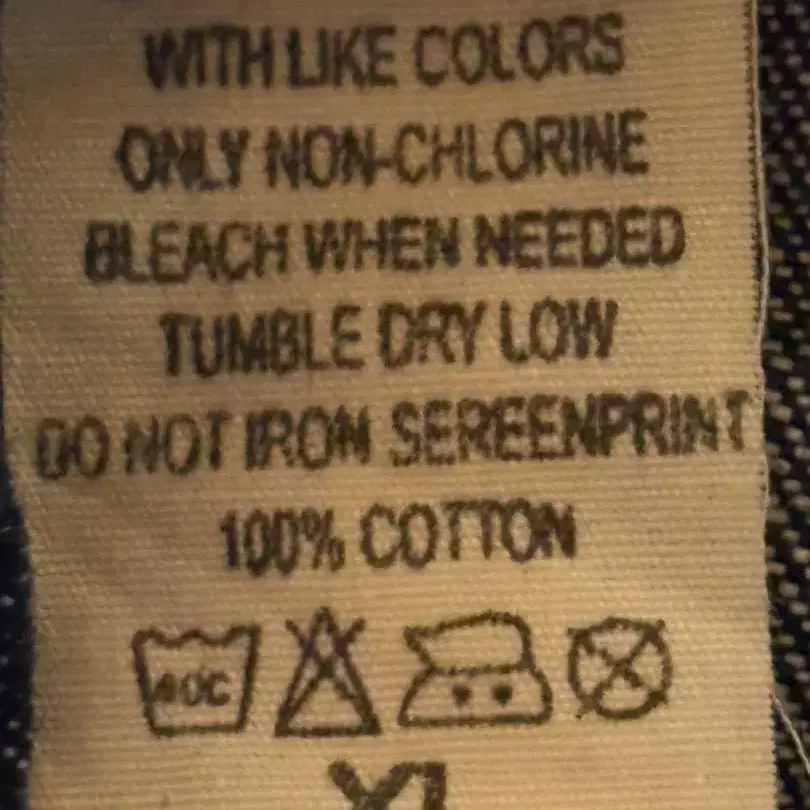 WITH LIKE COLORS
ONLY NON-CHLORINE
BLEACH WHEN NEEDED
TUMBLE DRY LOW
DO NOT IRON SEREENPRINT
100% COTTON
40C
XL